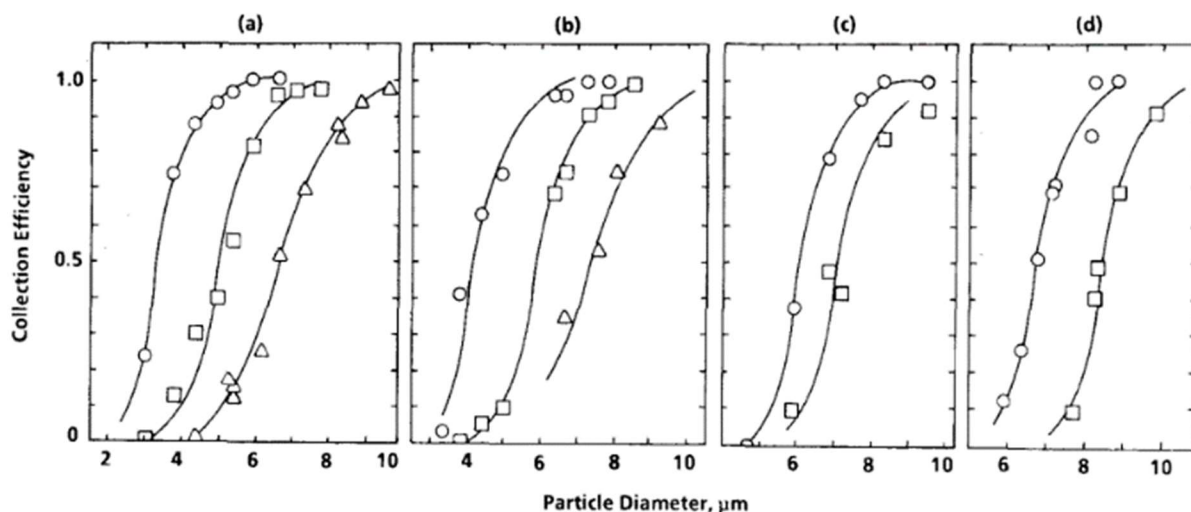 (a) (b) (c) (d)
1.0
0.5
0
2 4 6 8 10 4 6 8 10 6 8 10 6 8 10
Collection Efficiency
Particle Diameter, μm